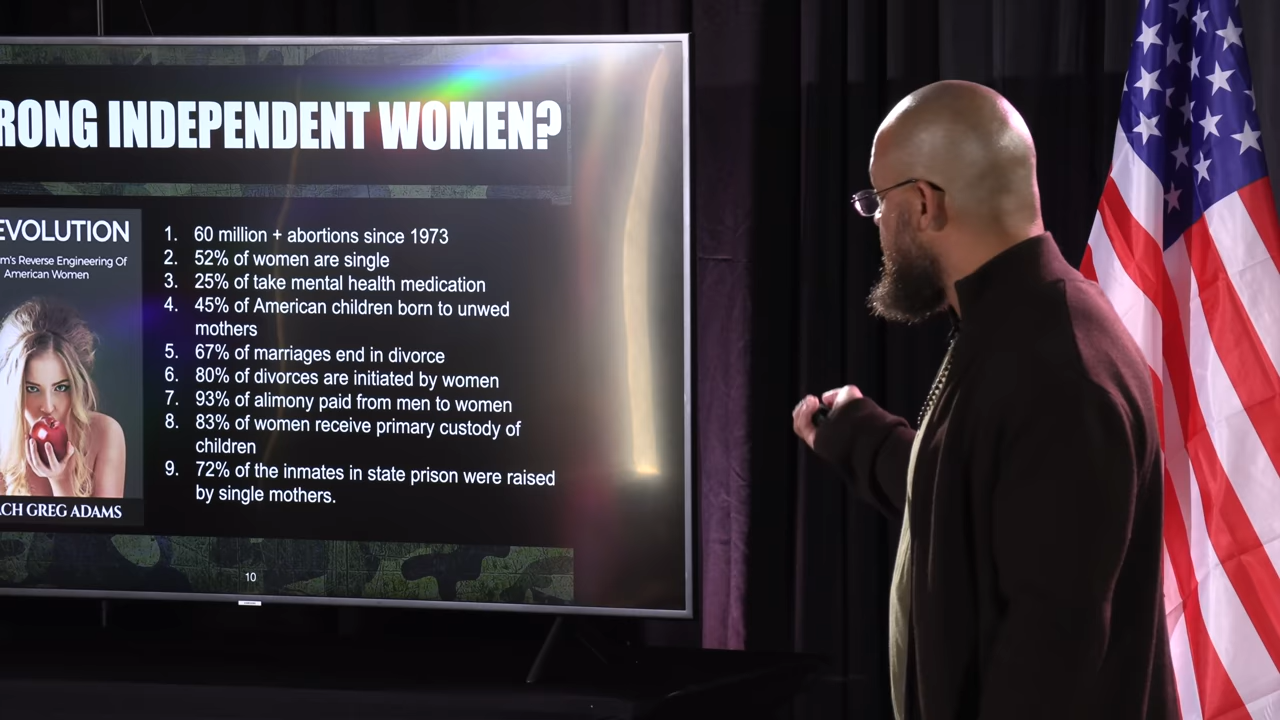 RONG INDEPENDENT WOMEN?
EVOLUTION
m's Reverse Engineering Of
American Women
ACH GREG ADAMS
1. 60 million + abortions since 1973
2. 52% of women are single
3. 25% of take mental health medication
4. 45% of American children born to unwed
mothers
5. 67% of marriages end in divorce
6. 80% of divorces are initiated by women
7. 93% of alimony paid from men to women
8. 83% of women receive primary custody of
children
9. 72% of the inmates in state prison were raised
by single mothers.
10